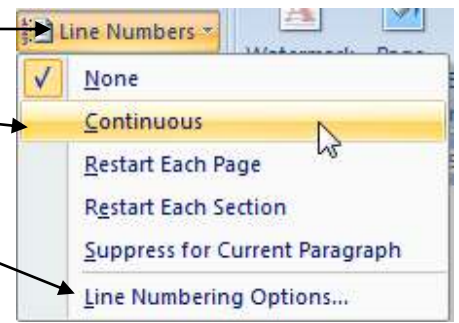 Line Numbers
None
Continuous
Restart Each Page
Restart Each Section
Suppress for Current Paragraph
Line Numbering Options...